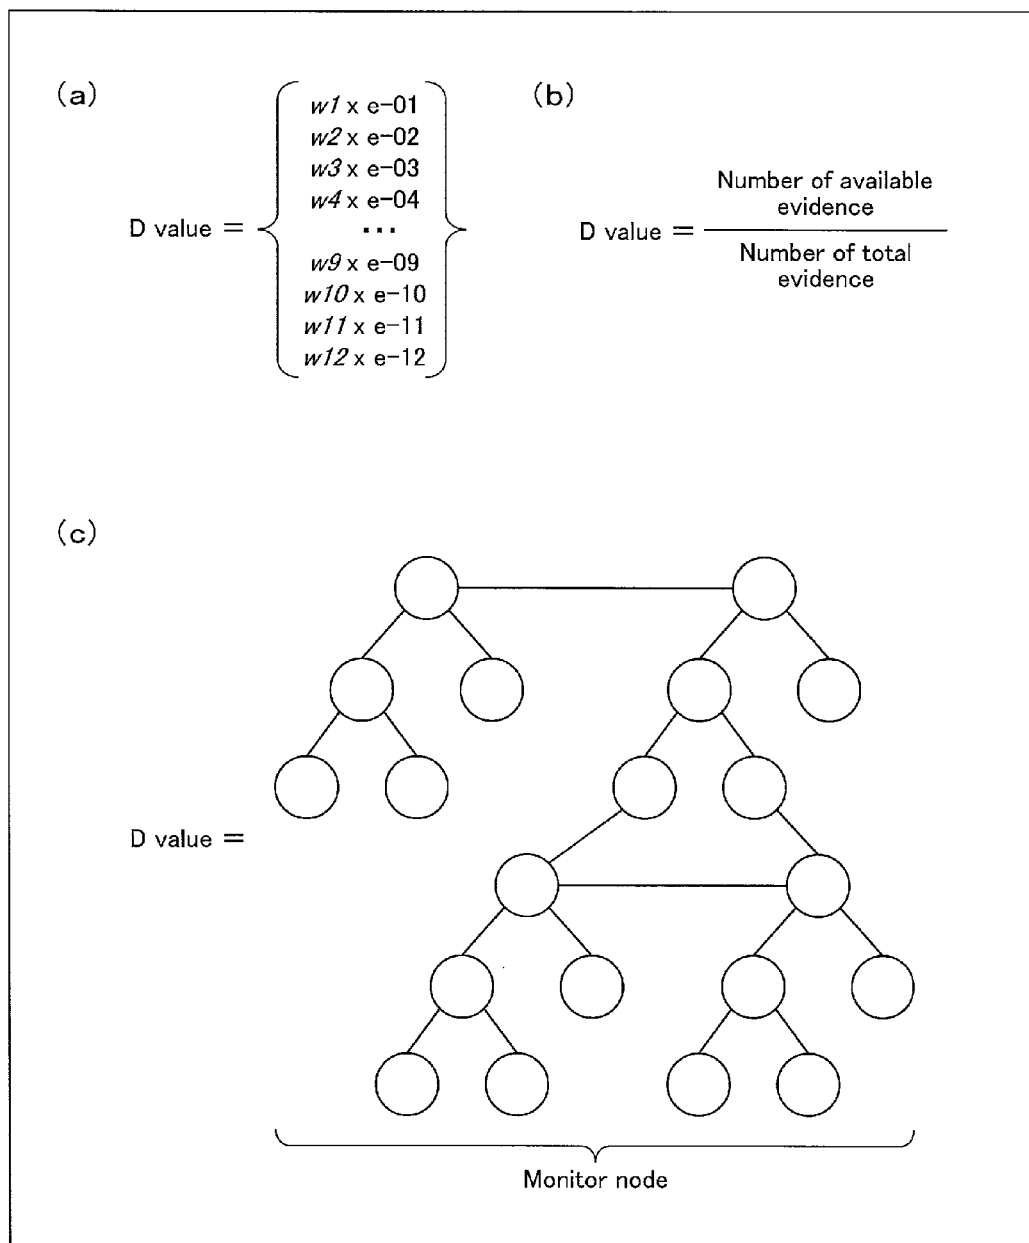 (a)
D value =
w1 x e-01
w2 x e-02
w3 x e-03
w4 x e-04
...
w9 x e-09
w10 x e-10
w11 x e-11
w12 x e-12
(b)
D value =
Number of available
evidence
Number of total
evidence
(c)
D value =
Monitor node